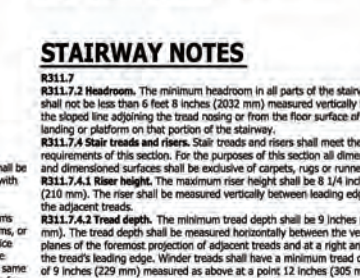 STAIRWAY NOTES
R311.7
R311.7.2 Headroom. The minimum headroom in all parts of the
shall not be less than 6 feet 8 inches (2032 mm) measured vertically
the sloped line adjoining the tread nosing or from the floor surface of
landing or platform on that portion of the stairway.
R311.7.4 Stair treads and risers. Stair treads and risers shall meet the
requirements of this section. For the purposes of this section all
all be
and dimensioned surfaces shall be exclusive of carpets, rugs or
with
R311.7.4.1 Riser height. The maximum riser height shall be 8 1/4
(210 mm). The riser shall be measured vertically between leading
the adjacent treads.
ms
R311.7.4.2 Tread depth. The minimum tread depth shall be 9 inches
ms, or
mm). The tread depth shall be measured horizontally between the
ice
planes of the foremost projection of adjacent treads and at a right
be
the tread's leading edge. Winder treads shall have a minimum tread
same
of 9 inches (229 mm) measured as above at a point 12 inches